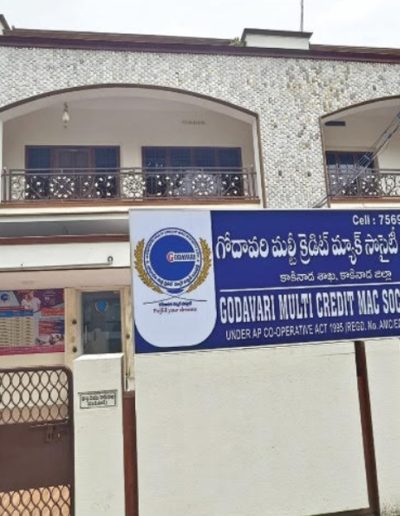 Cell : 7569
గోదావరి మల్టీ క్రెడిట్ మ్యాక్ సొసైటీ
కాకినాడ శాఖ, కాకినాడ జిల్లా
GODAVARI MULTI CREDIT MAC SOC
UNDER AP CO-OPERATIVE ACT 1995 (REGD. No. AMC/E
GODAVARI
Fulfill your dreams